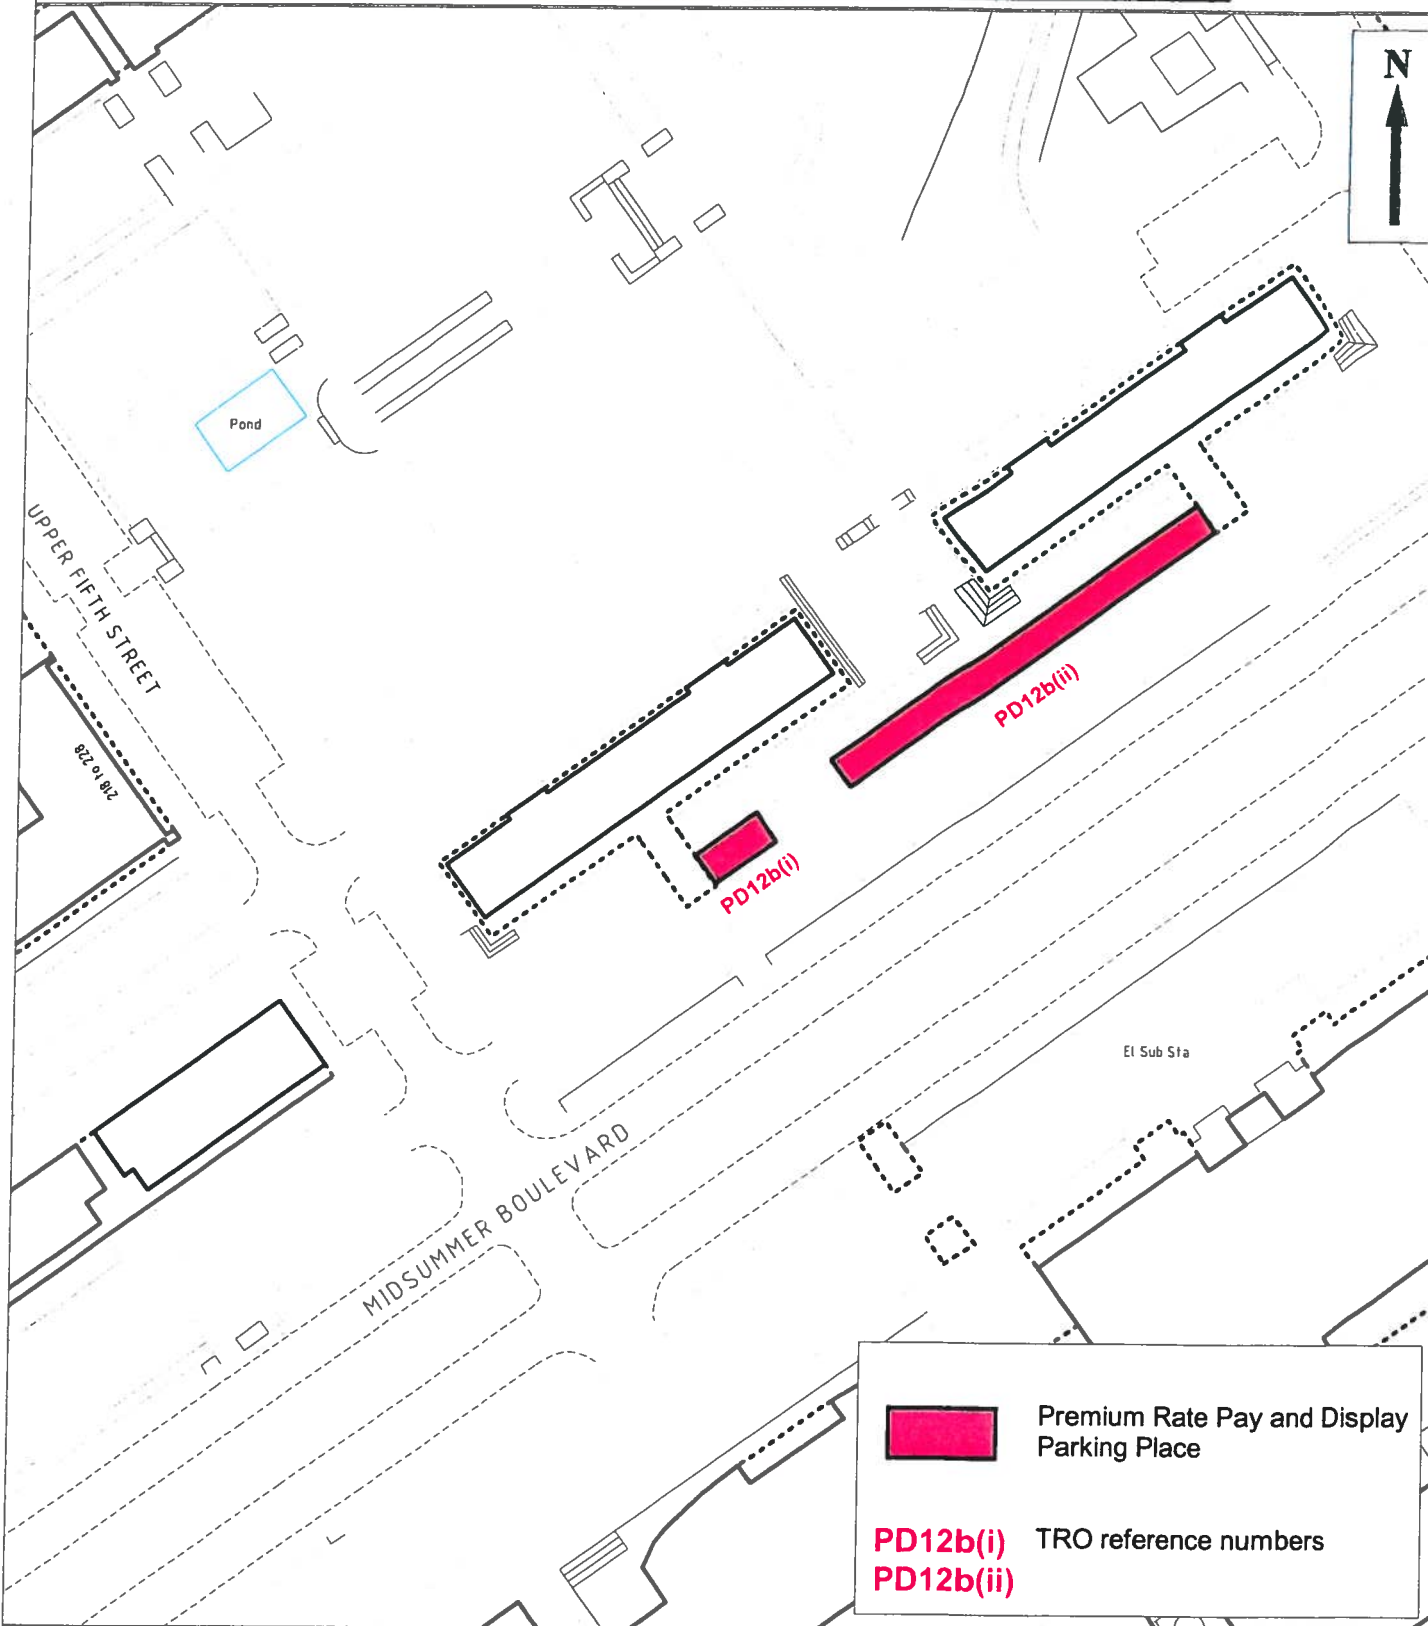 N
Pond
UPPER FIFTH STREET
218 to 228
PD12b(ii)
PD12b(i)
El Sub Sta
MIDSUMMER BOULEVARD
Premium Rate Pay and Display
Parking Place
PD12b(i) TRO reference numbers
PD12b(ii)